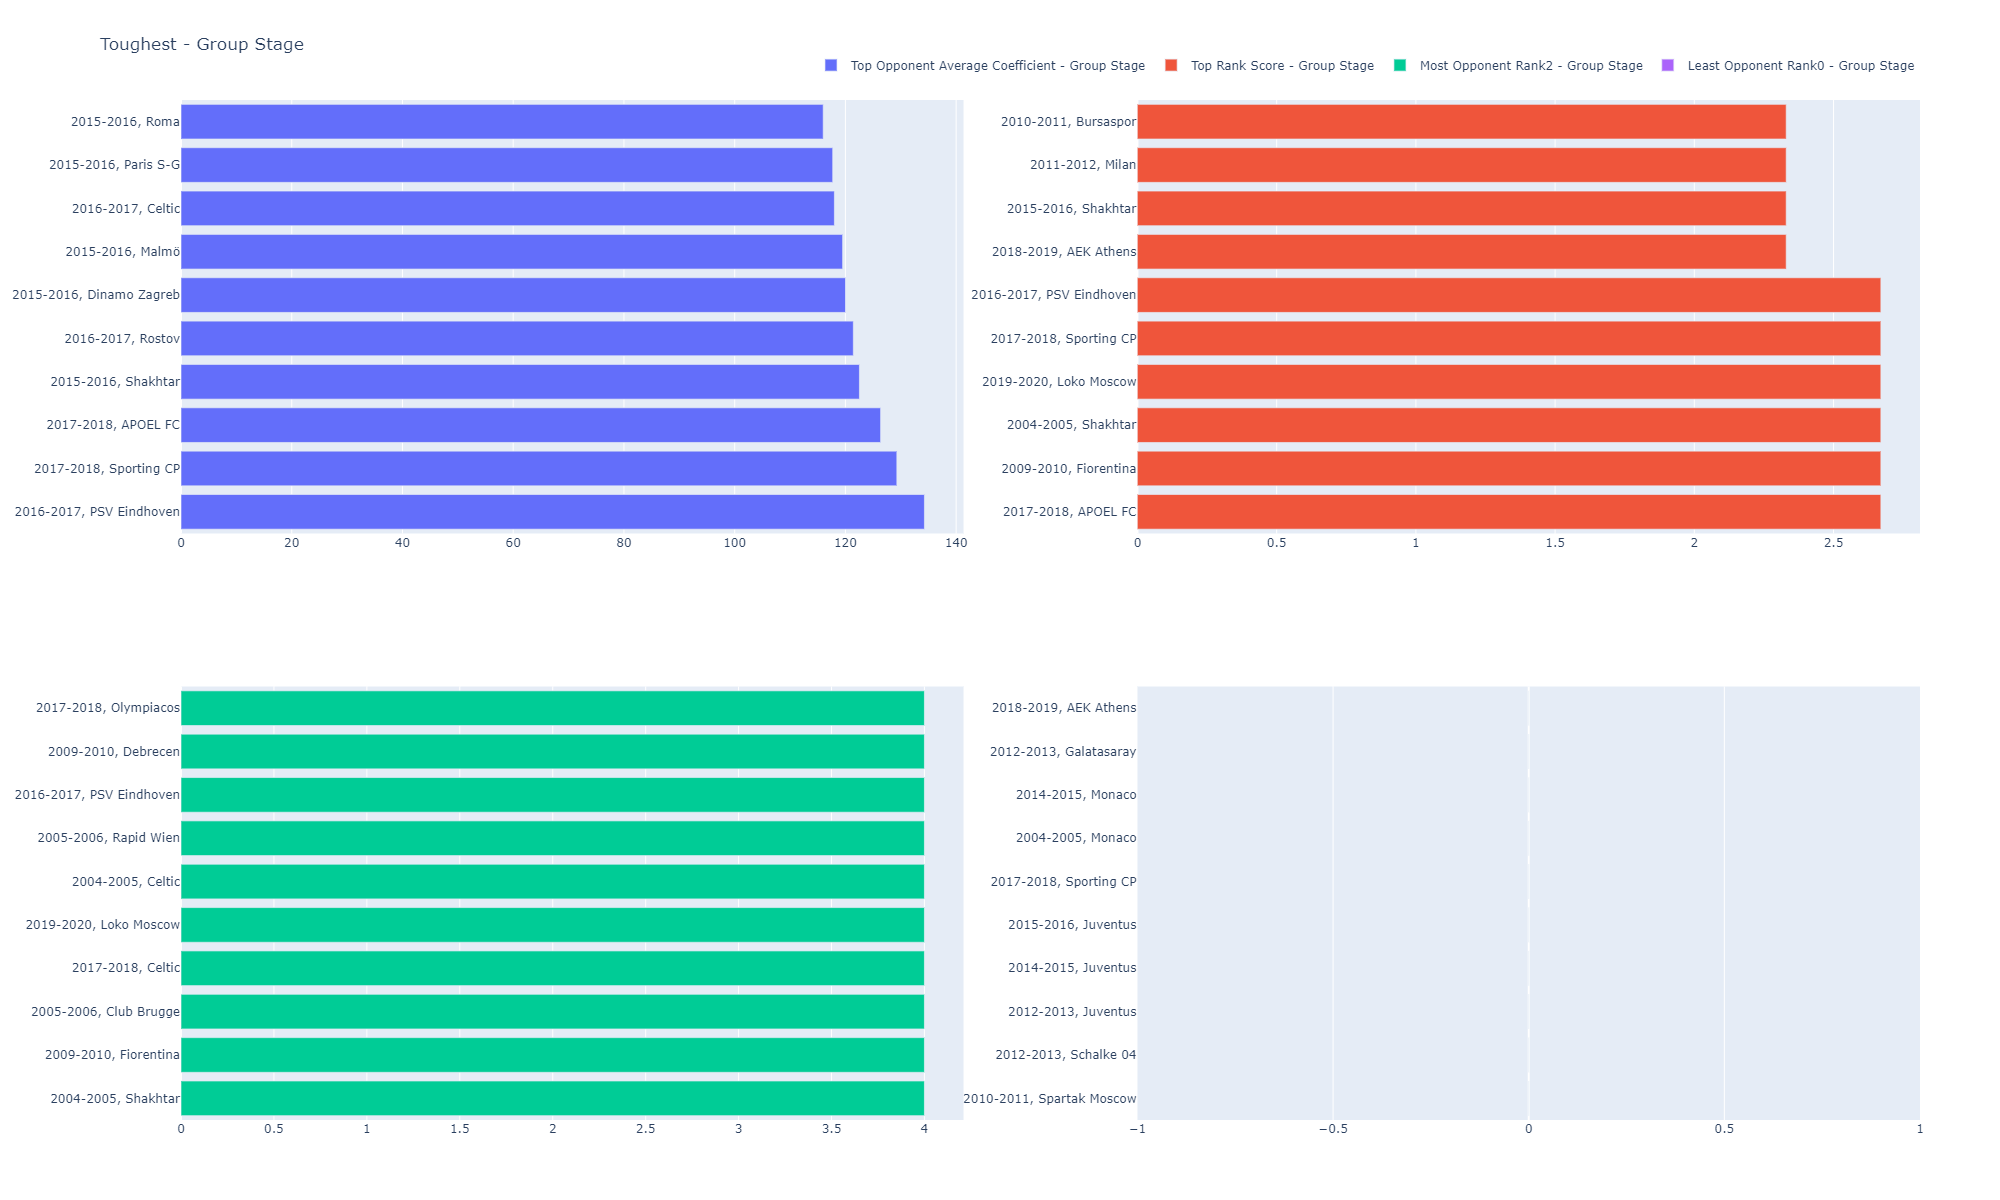 Toughest - Group Stage
Top Opponent Average Coefficient - Group Stage
Top Rank Score - Group Stage
Most Opponent Rank2 - Group Stage
Least Opponent Rank0 - Group Stage
2015-2016, Roma
2015-2016, Paris S-G
2016-2017, Celtic
2015-2016, Malmö
2015-2016, Dinamo Zagreb
2016-2017, Rostov
2015-2016, Shakhtar
2017-2018, APOEL FC
2017-2018, Sporting CP
2016-2017, PSV Eindhoven
0 20 40 60 80 100 120 140
2010-2011, Bursaspor
2011-2012, Milan
2015-2016, Shakhtar
2018-2019, AEK Athens
2016-2017, PSV Eindhoven
2017-2018, Sporting CP
2019-2020, Loko Moscow
2004-2005, Shakhtar
2009-2010, Fiorentina
2017-2018, APOEL FC
0 0.5 1 1.5 2 2.5
2017-2018, Olympiacos
2009-2010, Debrecen
2016-2017, PSV Eindhoven
2005-2006, Rapid Wien
2004-2005, Celtic
2019-2020, Loko Moscow
2017-2018, Celtic
2005-2006, Club Brugge
2009-2010, Fiorentina
2004-2005, Shakhtar
0 0.5 1 1.5 2 2.5 3 3.5 4
2018-2019, AEK Athens
2012-2013, Galatasaray
2014-2015, Monaco
2004-2005, Monaco
2017-2018, Sporting CP
2015-2016, Juventus
2014-2015, Juventus
2012-2013, Juventus
2012-2013, Schalke 04
2010-2011, Spartak Moscow
−1 −0.5 0 0.5 1